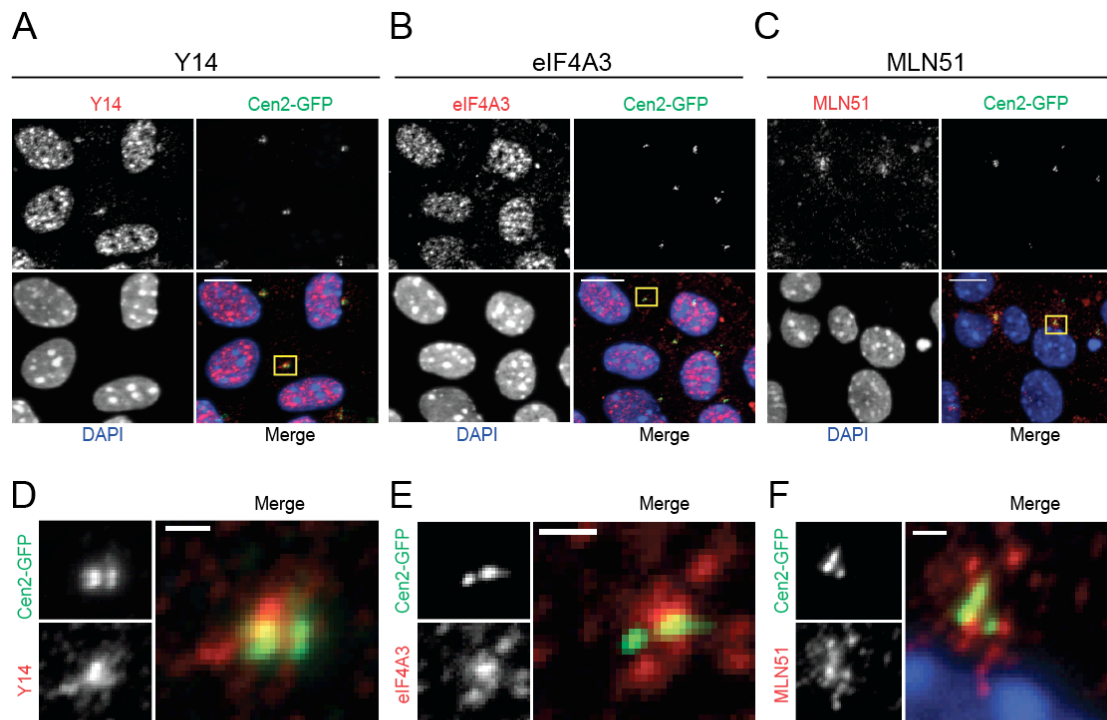 A
B
C
Y14
eIF4A3
MLN51
Y14
Cen2-GFP
eIF4A3
Cen2-GFP
MLN51
Cen2-GFP
DAPI
Merge
DAPI
Merge
DAPI
Merge
D
E
F
Merge
Merge
Merge
Cen2-GFP
Y14
Cen2-GFP
eIF4A3
Cen2-GFP
MLN51